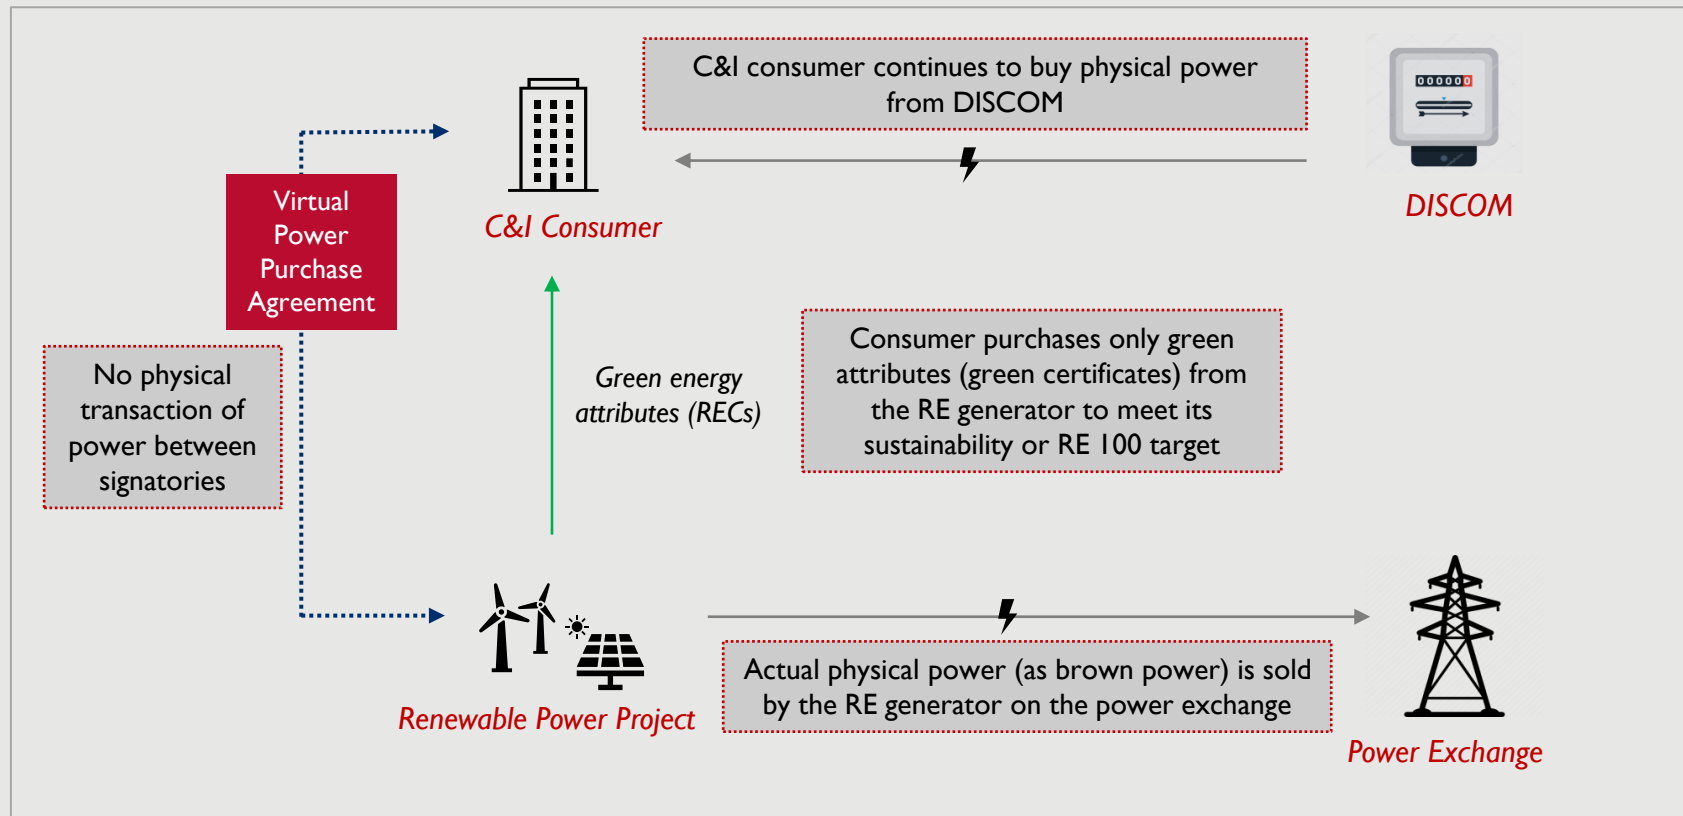 C&I consumer continues to buy physical power
from DISCOM
000000
DISCOM
C&I Consumer
Virtual
Power
Purchase
Agreement
No physical
transaction of
power between
signatories
Green energy
attributes (RECs)
Consumer purchases only green
attributes (green certificates) from
the RE generator to meet its
sustainability or RE 100 target
Renewable Power Project
Actual physical power (as brown power) is sold
by the RE generator on the power exchange
Power Exchange